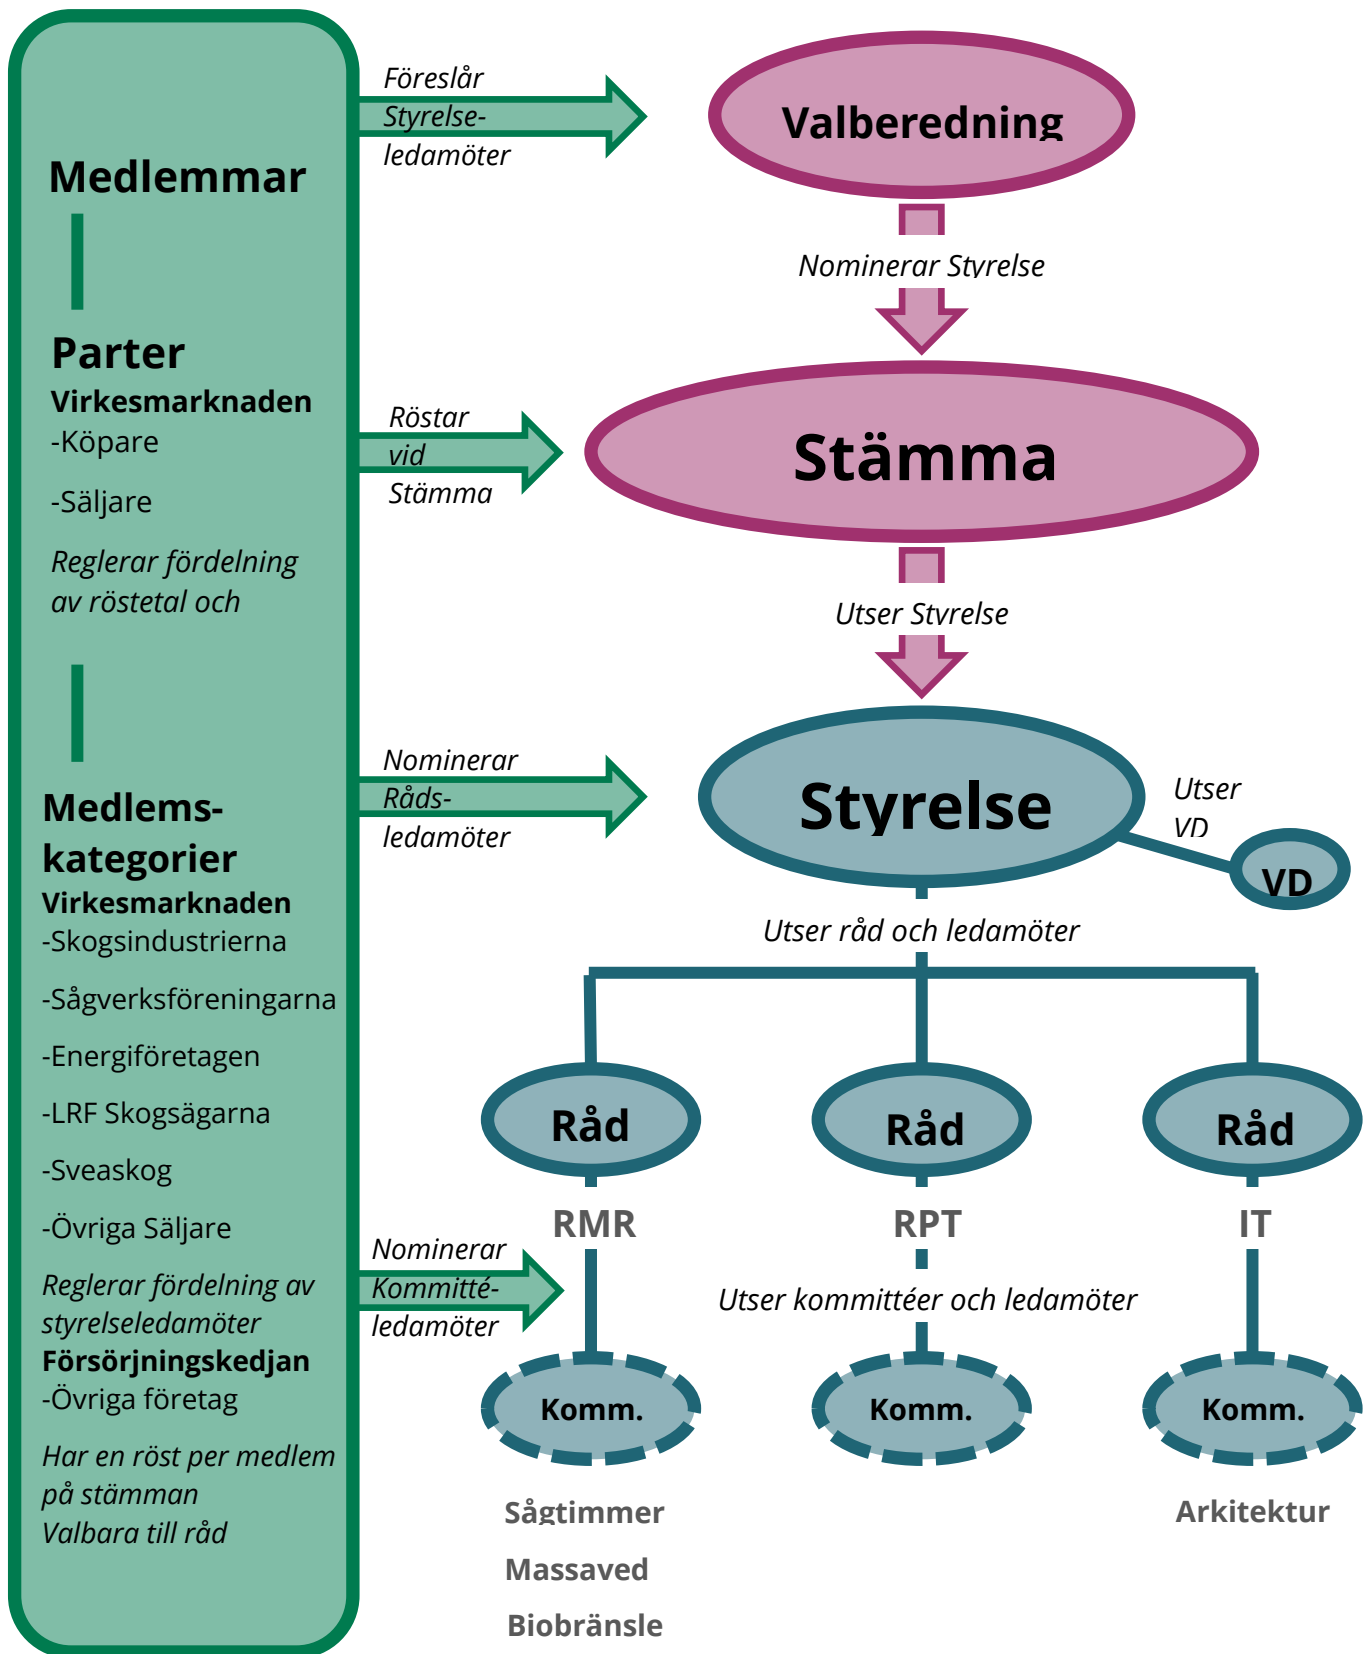 Medlemmar
Parter
Virkesmarknaden
-Köpare
-Säljare
Reglerar fördelning
av röstetal och
Medlems-
kategorier
Virkesmarknaden
-Skogsindustrierna
-Sågverksföreningarna
-Energiföretagen
-LRF Skogsägarna
-Sveaskog
-Övriga Säljare
Reglerar fördelning av
styrelseledamöter
Försörjningskedjan
-Övriga företag
Har en röst per medlem
på stämman
Valbara till råd
Föreslår
Styrelse-
ledamöter
Röstar
vid
Stämma
Nominerar
Råds-
ledamöter
Nominerar
Kommitté-
ledamöter
Valberedning
Nominerar Styrelse
Stämma
Utser Styrelse
Styrelse
Utser
VD
VD
Utser råd och ledamöter
Råd
Råd
Råd
RMR
RPT
IT
Utser kommittéer och ledamöter
Komm.
Komm.
Komm.
Sågtimmer
Massaved
Biobränsle
Arkitektur